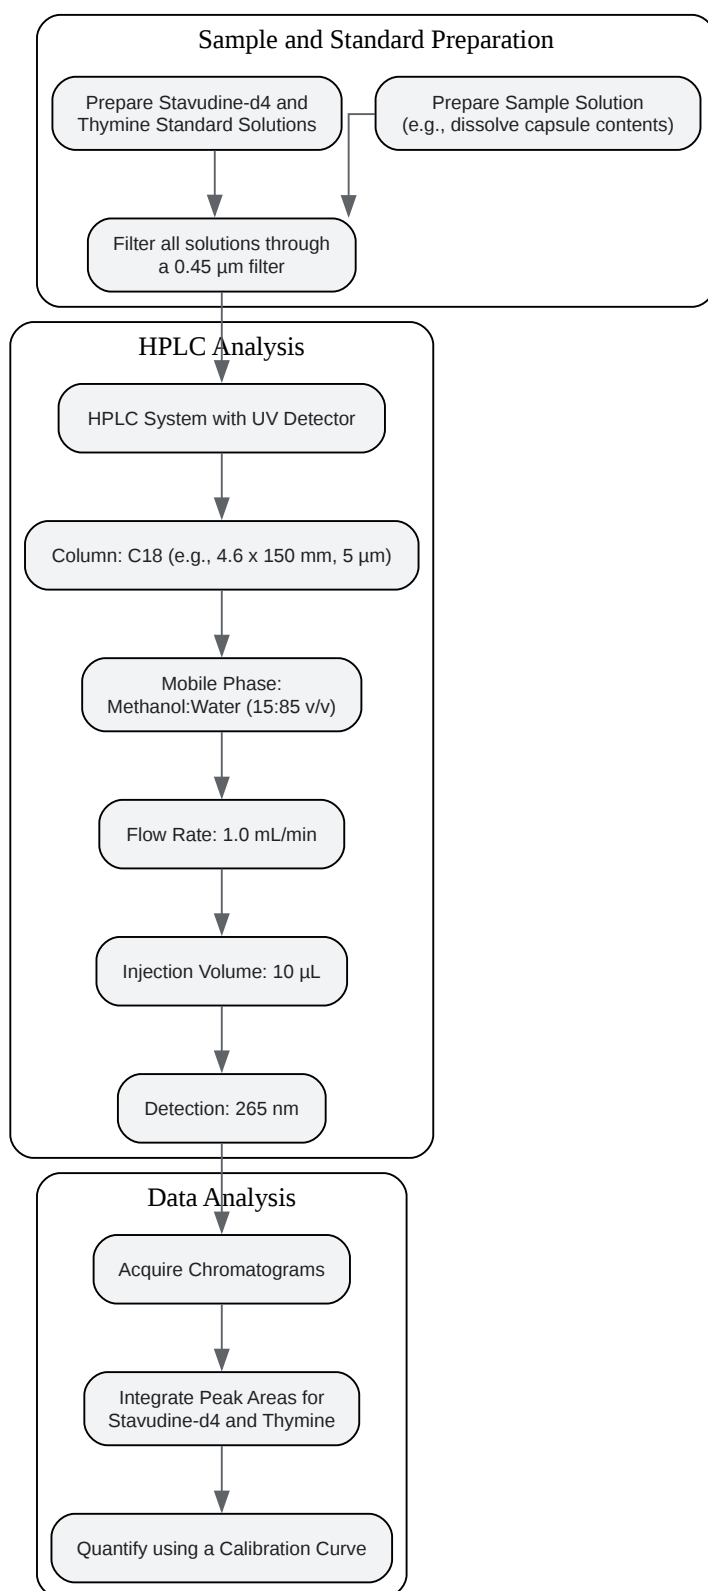 Sample and Standard Preparation
Prepare Stavudine-d4 and
Thymine Standard Solutions
Prepare Sample Solution
(e.g., dissolve capsule contents)
Filter all solutions through
a 0.45 µm filter
HPLC Analysis
HPLC System with UV Detector
Column: C18 (e.g., 4.6 x 150 mm, 5 µm)
Mobile Phase:
Methanol:Water (15:85 v/v)
Flow Rate: 1.0 mL/min
Injection Volume: 10 µL
Detection: 265 nm
Data Analysis
Acquire Chromatograms
Integrate Peak Areas for
Stavudine-d4 and Thymine
Quantify using a Calibration Curve